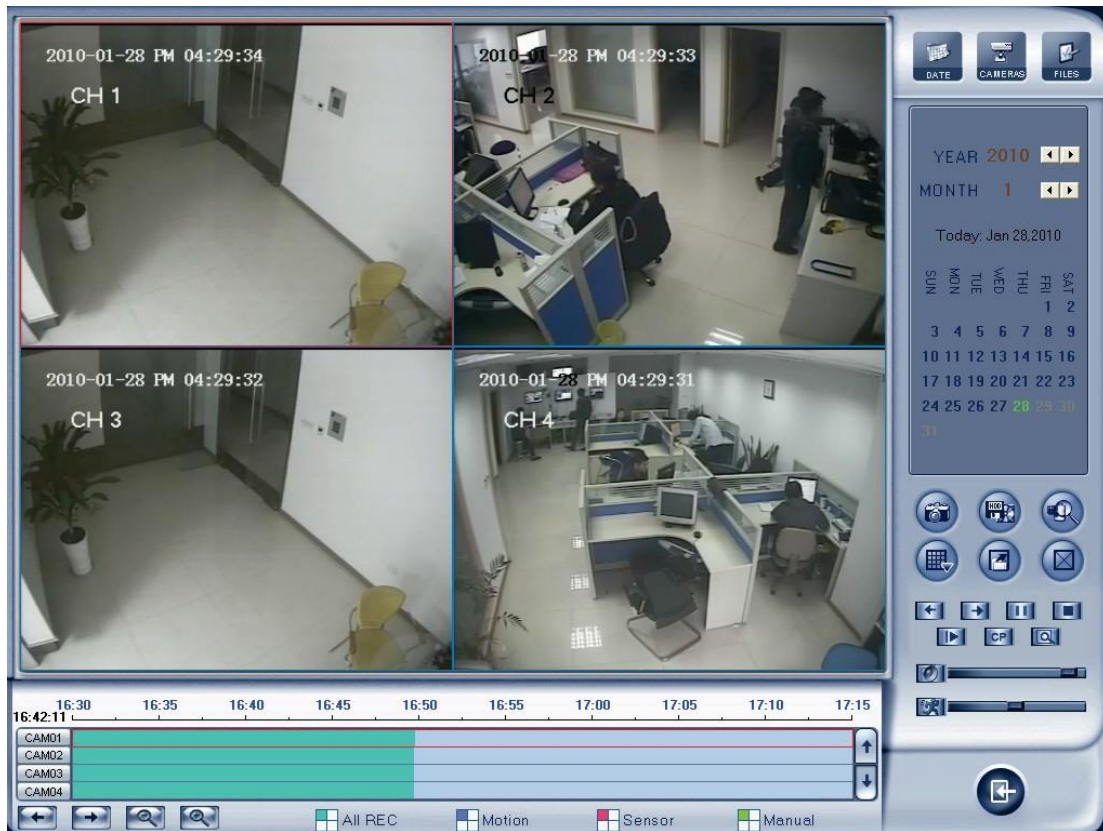 2010-01-28 PM 04:29:34
CH 1
2010-01-28 PM 04:29:33
CH 2
2010-01-28 PM 04:29:32
CH 3
2010-01-28 PM 04:29:31
CH 4
DATE CAMERAS FILES
YEAR 2010
MONTH 1
Today: Jan 28,2010
SUN MON TUE WED THU FRI SAT
1 2
3 4 5 6 7 8 9
10 11 12 13 14 15 16
17 18 19 20 21 22 23
24 25 26 27 28 29 30
31
HDD
CP
16:30 16:35 16:40 16:45 16:50 16:55 17:00 17:05 17:10 17:15
16:42:11
CAM01
CAM02
CAM03
CAM04
All REC Motion Sensor Manual